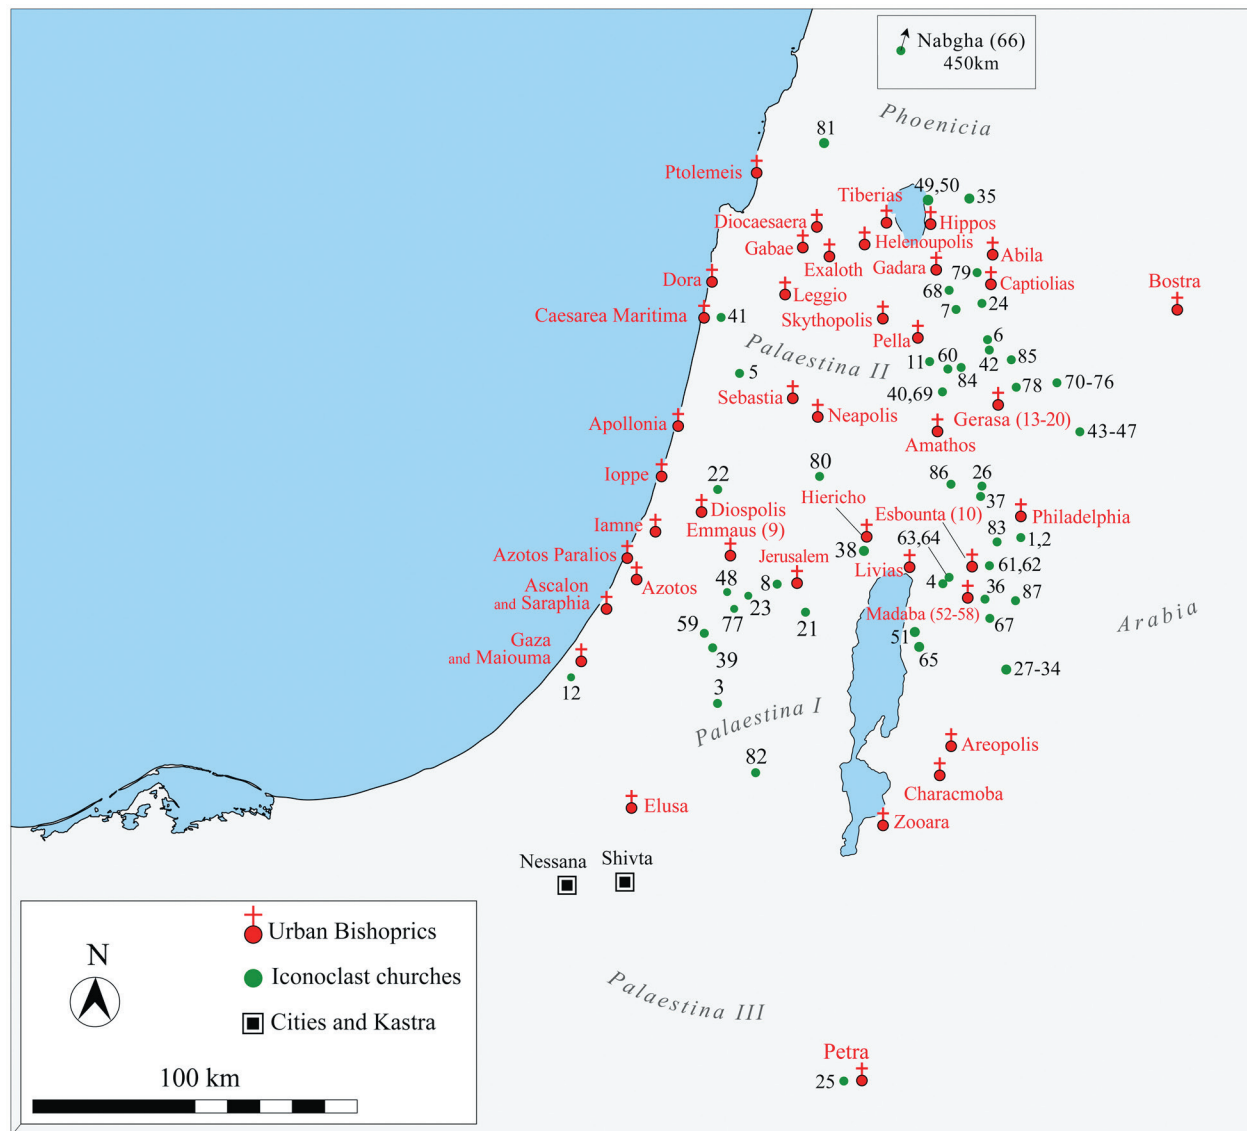 Nabgha (66)
450km
Phoenicia
81
Ptolemeis
Tiberias
49,50
35
Diocaesaera
Hippos
Gabae
Helenoupolis
Exaloth
Gadara
Abila
Dora
79
Captiolias
Bostra
Leggio
68
24
Caesarea Maritima
41
7
Skythopolis
Pella
6
Palaestina II
5
11
60
42
85
84
Sebastia
40,69
78
70-76
Apollonia
Neapolis
Gerasa (13-20)
Amathos
43-47
Ioppe
22
80
86
26
Hiericho
37
Diospolis
Esbounta (10)
Philadelphia
Iamne
Emmaus (9)
63,64
83
1,2
Azotos Paralios
Jerusalem
38
Livias
61,62
Azotos
48
8
4
36
87
Ascalon
and Saraphia
23
Madaba (52-58)
77
21
67
Arabia
59
51
Gaza
and Maiouma
39
65
27-34
12
3
Palaestina I
Areopolis
82
Characmoba
Elusa
Zooara
Nessana
Shivta
N
Urban Bishoprics
Iconoclast churches
Cities and Kastra
100 km
Palaestina III
Petra
25